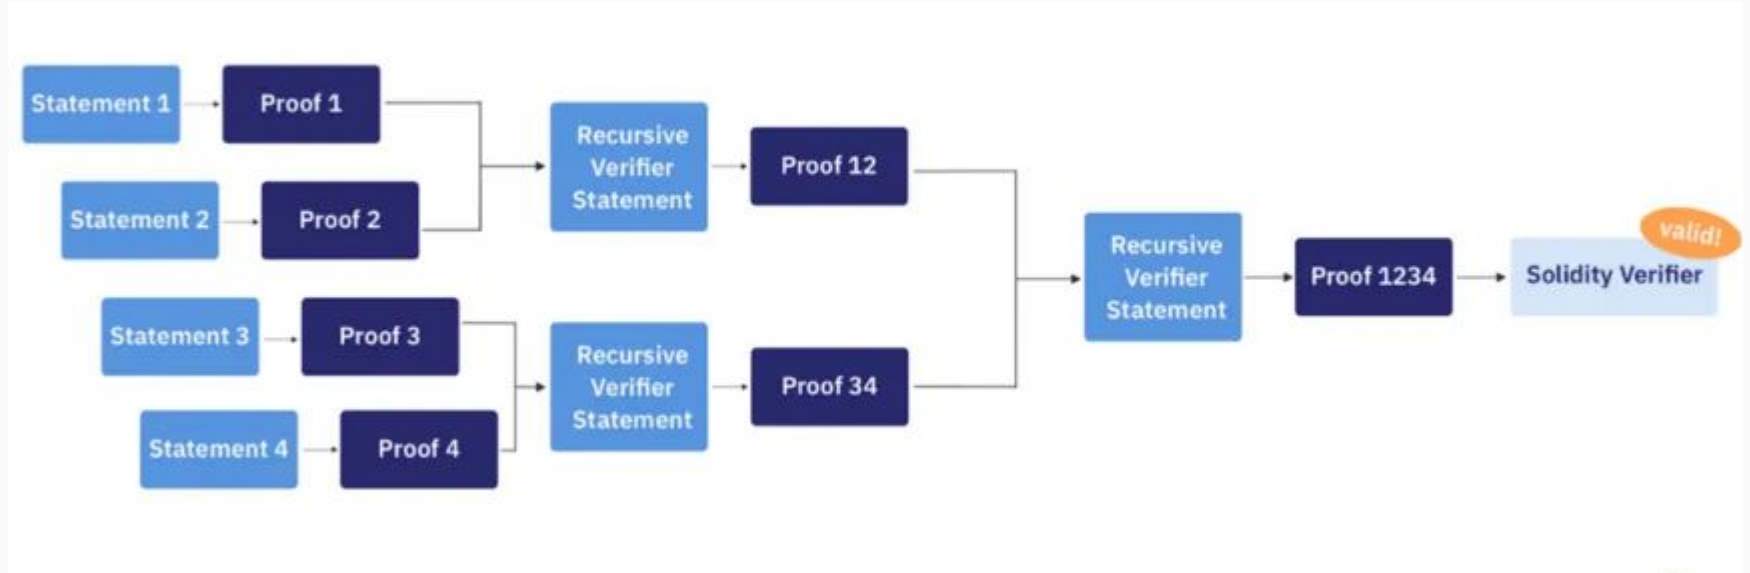 Statement 1
Proof 1
Statement 2
Proof 2
Statement 3
Proof 3
Statement 4
Proof 4
Recursive
Verifier
Statement
Proof 12
Recursive
Verifier
Statement
Proof 34
Recursive
Verifier
Statement
Proof 1234
valid!
Solidity Verifier